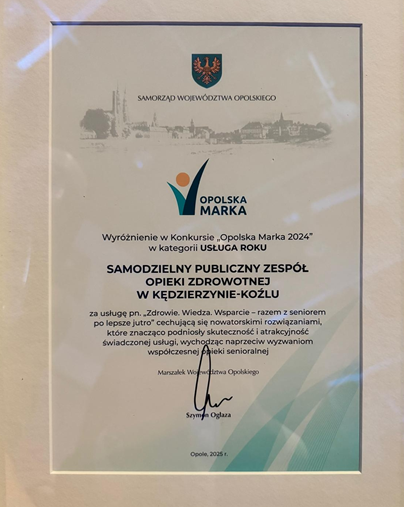 SAMORZĄD WOJEWÓDZTWA OPOLSKIEGO
OPOLSKA
MARKA
Wyróżnienie w Konkursie „Opolska Marka 2024”
w kategorii USŁUGA ROKU
SAMODZIELNY PUBLICZNY ZESPÓŁ
OPIEKI ZDROWOTNEJ
W KĘDZIERZYNIE-KOŹLU
za usługę pn. „Zdrowie. Wiedza. Wsparcie – razem z seniorem
po lepsze jutro” cechującą się nowatorskimi rozwiązaniami,
które znacząco podniosły skuteczność i atrakcyjność
świadczonej usługi, wychodząc naprzeciw wyzwaniom
współczesnej opieki senioralnej
Marszałek Województwa Opolskiego
Szymon Ogłaza
Opole, 2025 r.